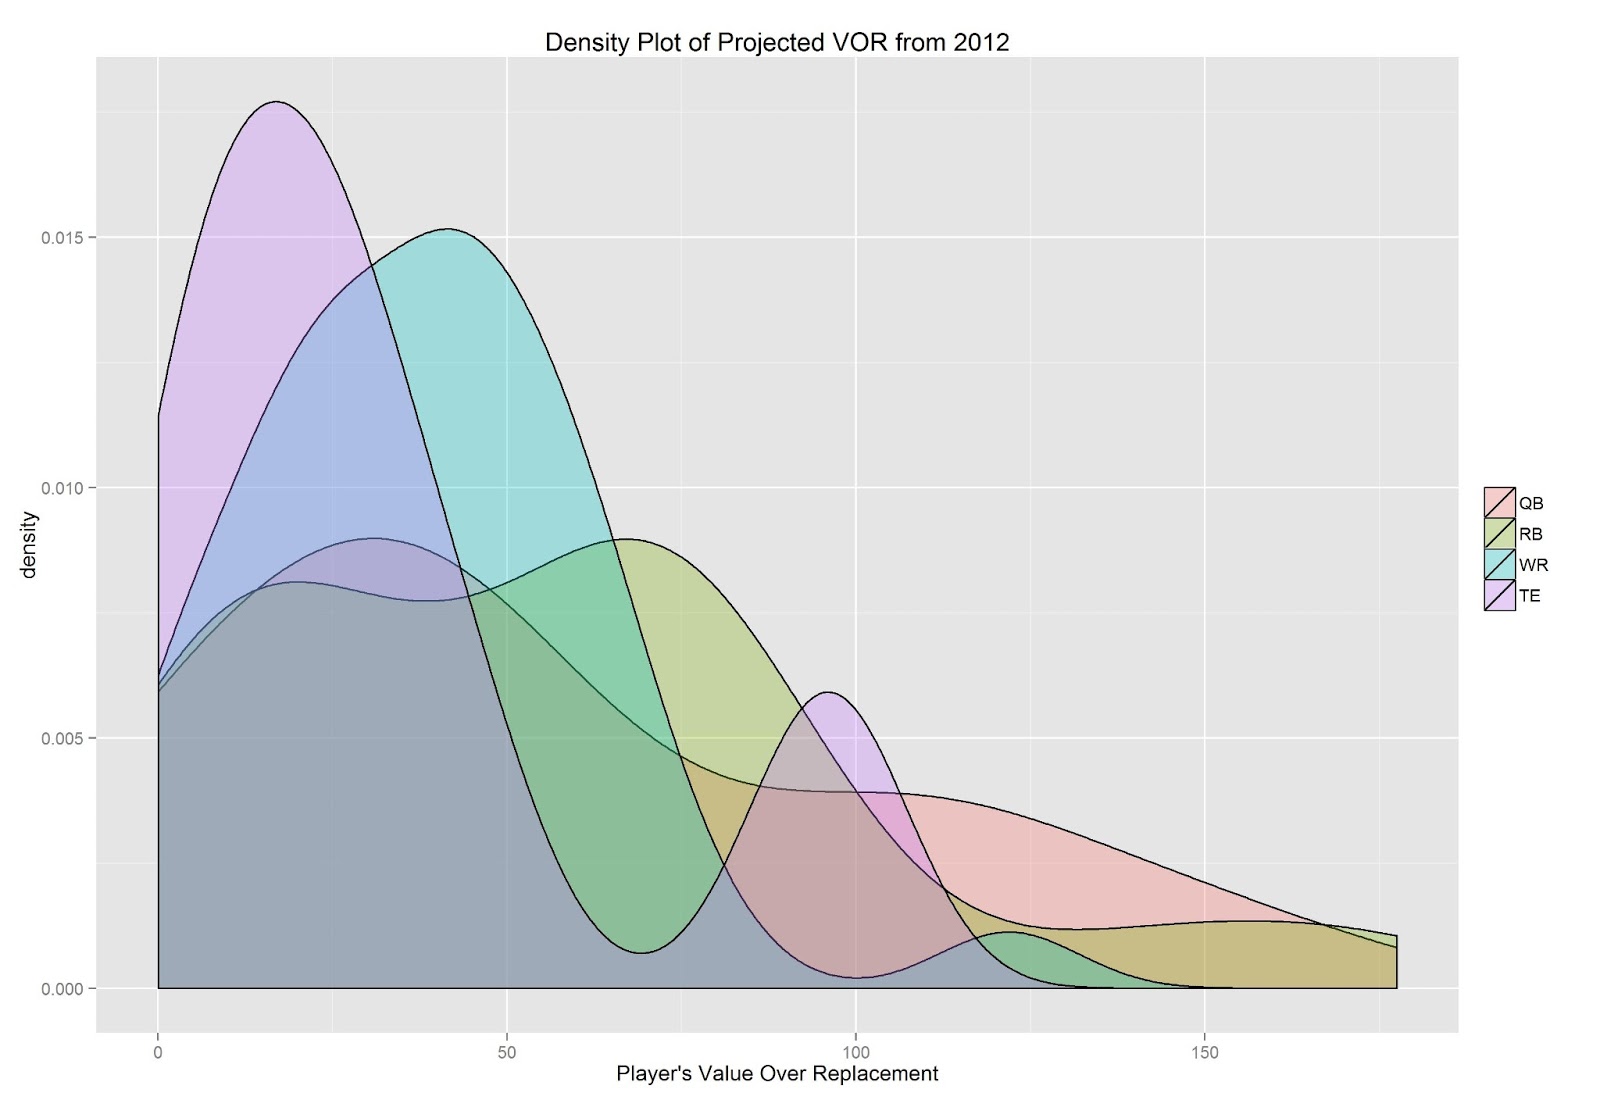 Density Plot of Projected VOR from 2012
0.015
0.010
0.005
0.000
density
0
50
100
150
Player's Value Over Replacement
QB
RB
WR
TE